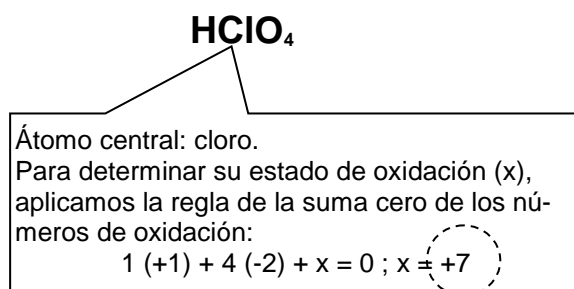 HClO₄
Átomo central: cloro.
Para determinar su estado de oxidación (x),
aplicamos la regla de la suma cero de los nú-
meros de oxidación:
1 (+1) + 4 (-2) + x = 0 ; x = +7